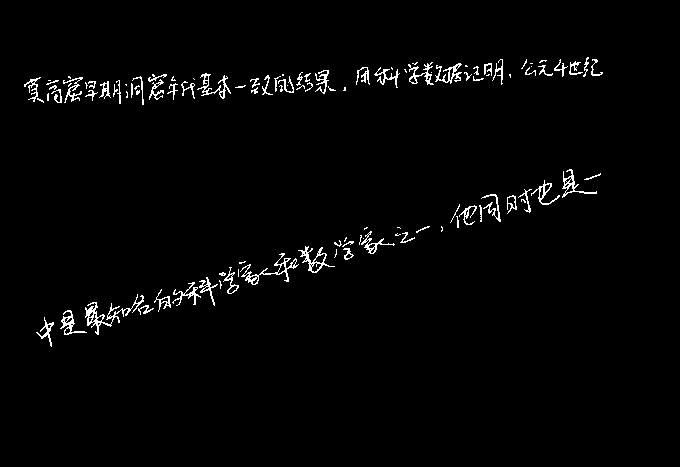 莫高窟早期洞窟年代基本一致的结果，用科学数据证明，公元4世纪
中是最知名的科学家和数学家之一，他同时也是一